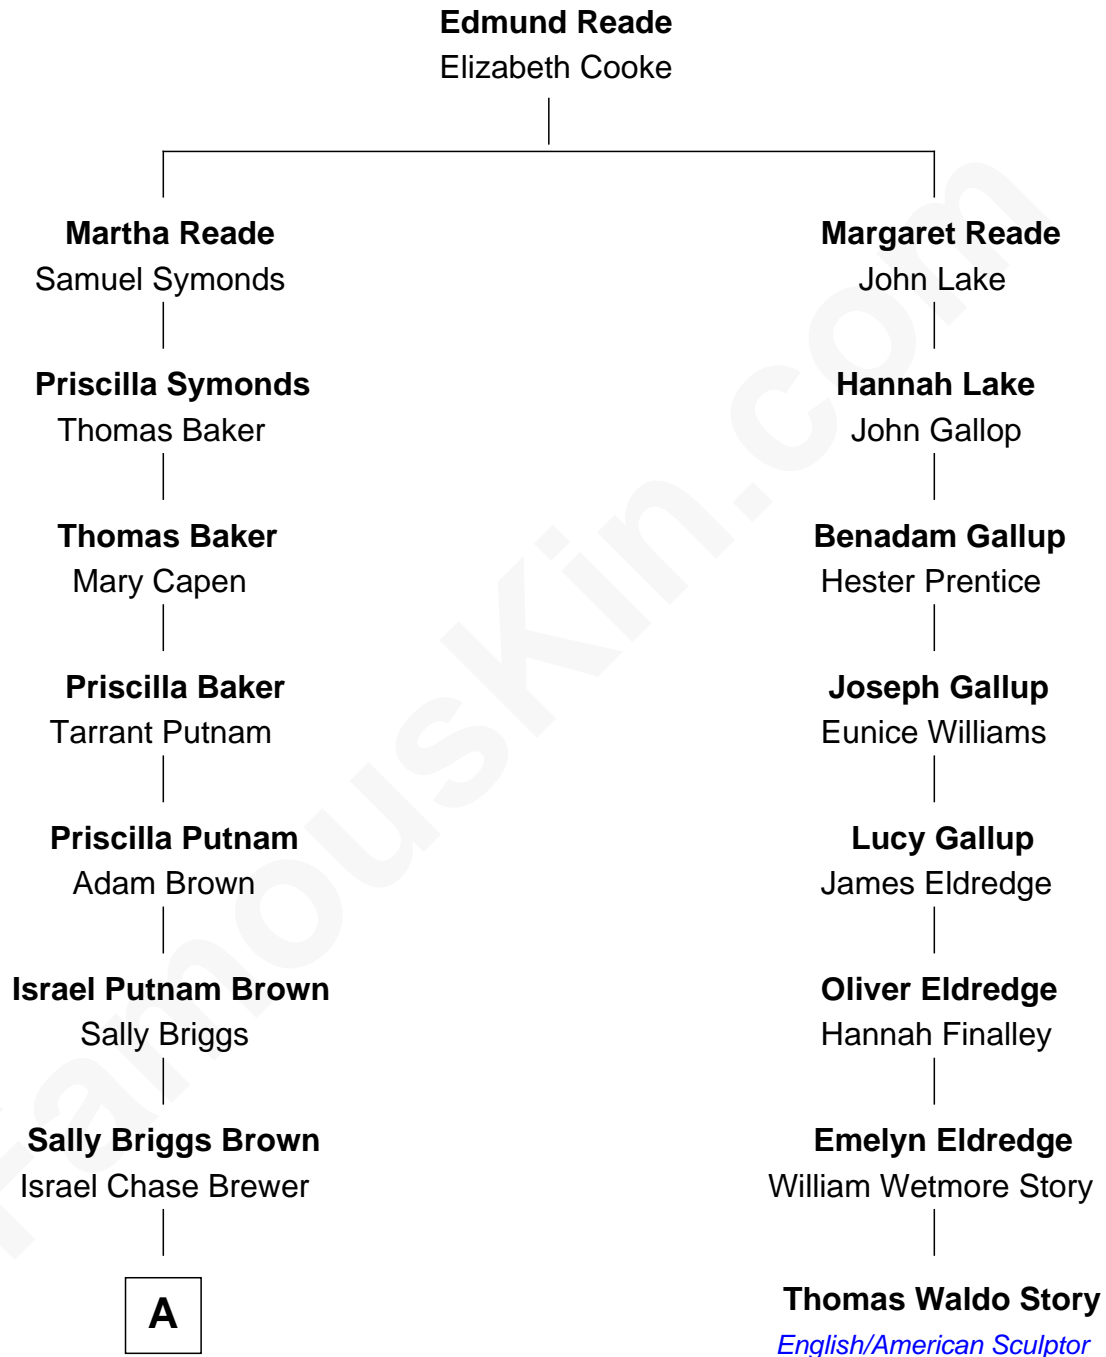 Edmund Reade
Elizabeth Cooke
Martha Reade
Samuel Symonds
Margaret Reade
John Lake
Priscilla Symonds
Thomas Baker
Hannah Lake
John Gallop
Thomas Baker
Mary Capen
Benadam Gallup
Hester Prentice
Priscilla Baker
Tarrant Putnam
Joseph Gallup
Eunice Williams
Priscilla Putnam
Adam Brown
Lucy Gallup
James Eldredge
Israel Putnam Brown
Sally Briggs
Oliver Eldredge
Hannah Finalley
Sally Briggs Brown
Israel Chase Brewer
Emelyn Eldredge
William Wetmore Story
A
Thomas Waldo Story
English/American Sculptor
FamousKin.com